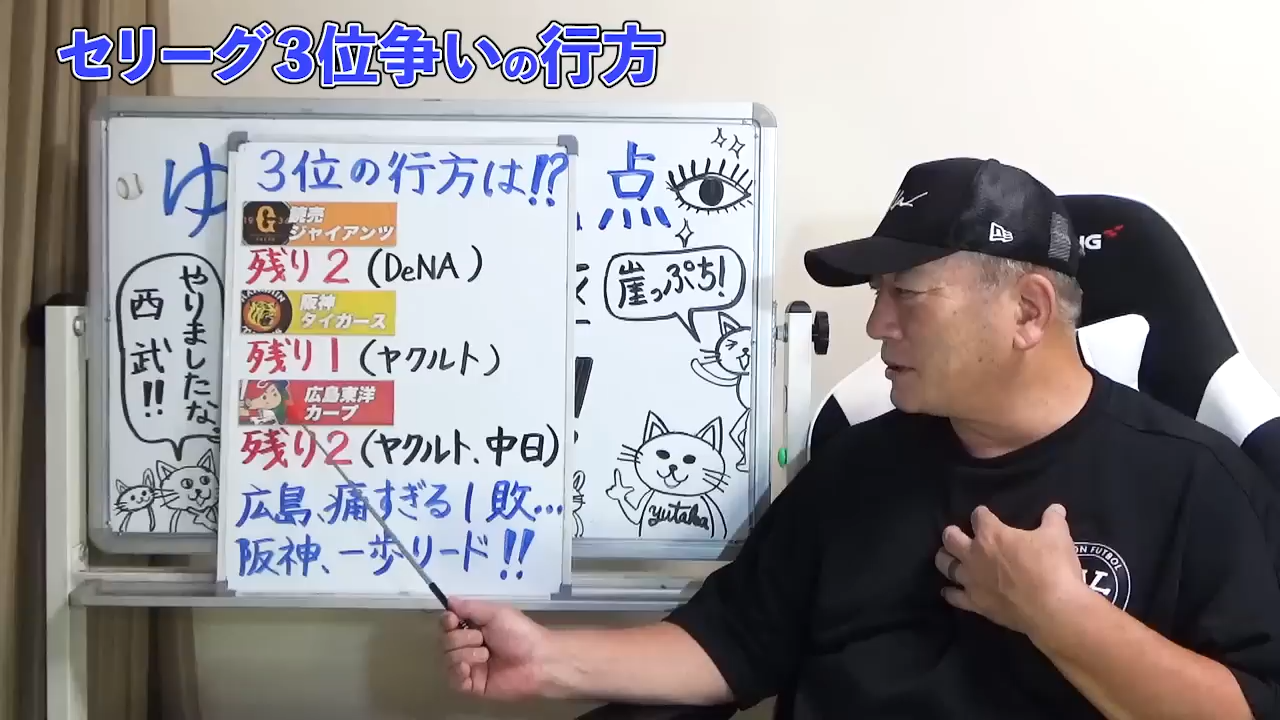 セリーグ3位争いの行方
ゆ
点
3位の行方は!?
G
読売
ジャイアンツ
残り2(DeNA)
阪神
タイガース
残り1(ヤクルト)
広島東洋
カープ
残り2(ヤクルト、中日)
広島、痛すぎる1敗…
阪神、一歩リード!!
やりましたな
西武!!
崖っぷち!
yutaka